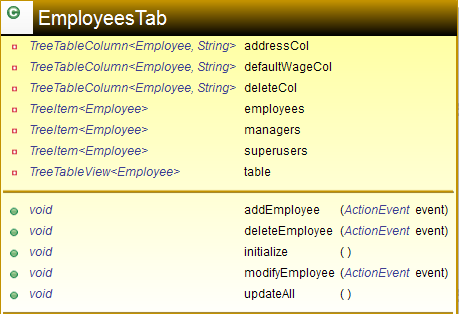 C EmployeesTab
TreeTableColumn<Employee, String> addressCol
TreeTableColumn<Employee, String> defaultWageCol
TreeTableColumn<Employee, String> deleteCol
TreeItem<Employee> employees
TreeItem<Employee> managers
TreeItem<Employee> superusers
TreeTableView<Employee> table
void addEmployee (ActionEvent event)
void deleteEmployee (ActionEvent event)
void initialize ( )
void modifyEmployee (ActionEvent event)
void updateAll ( )